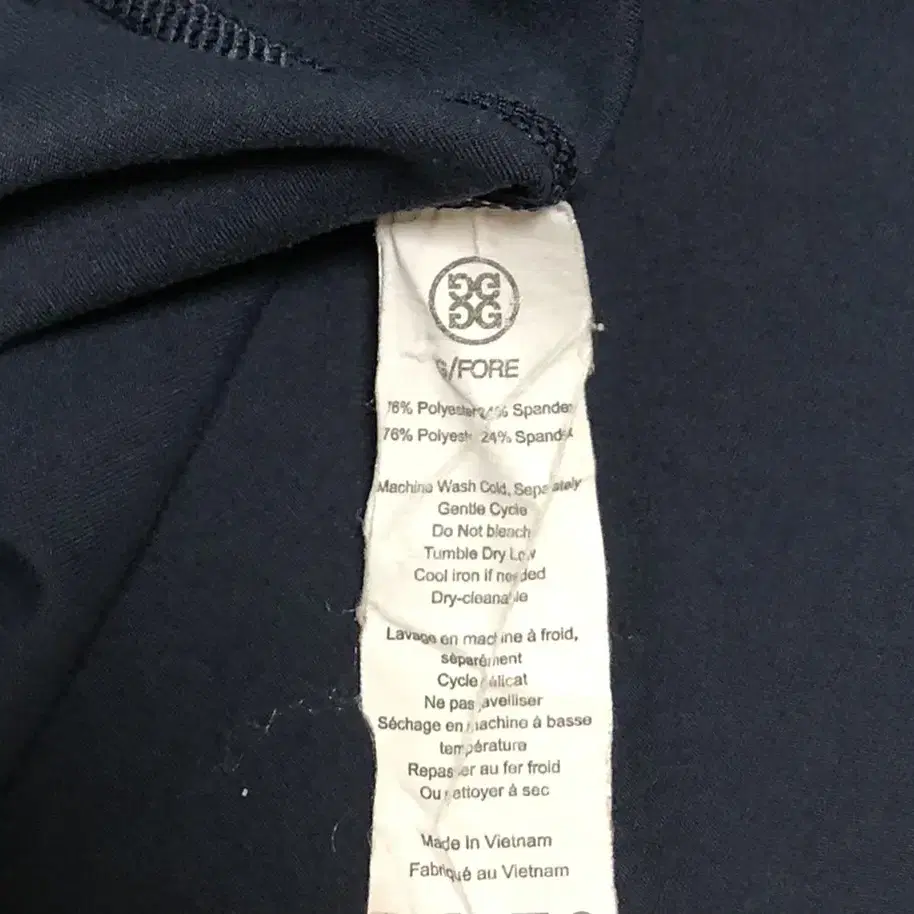 G/FORE
76% Polyester 24% Spandex
76% Polyest 24% Spandex
Machine Wash Cold, Separately
Gentle Cycle
Do Not bleach
Tumble Dry Low
Cool iron if needed
Dry-cleanable
Lavage en machine à froid,
séparément
Cycle délicat
Ne pas javelliser
Séchage en machine à basse
température
Repasser au fer froid
Ou nettoyer à sec
Made In Vietnam
Fabriqué au Vietnam